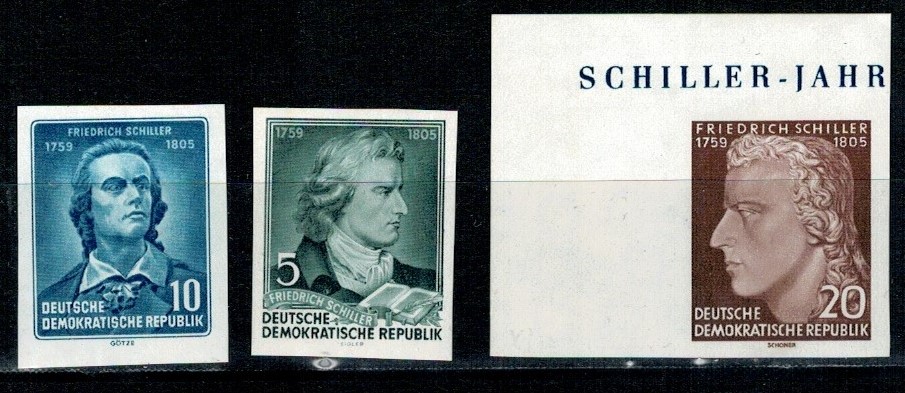 FRIEDRICH SCHILLER
1759 1805
10
DEUTSCHE
DEMOKRATISCHE REPUBLIK
GÖTZE
1759 1805
5
FRIEDRICH SCHILLER
DEUTSCHE
DEMOKRATISCHE REPUBLIK
SCHILLER-JAHR
FRIEDRICH SCHILLER
1759 1805
20
DEUTSCHE
DEMOKRATISCHE REPUBLIK
SCHONER